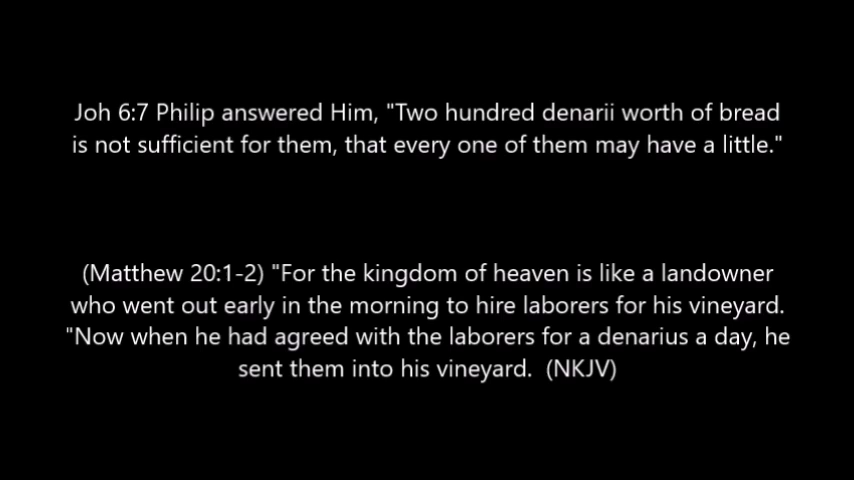 Joh 6:7 Philip answered Him, "Two hundred denarii worth of bread
is not sufficient for them, that every one of them may have a little."
(Matthew 20:1-2) "For the kingdom of heaven is like a landowner
who went out early in the morning to hire laborers for his vineyard.
"Now when he had agreed with the laborers for a denarius a day, he
sent them into his vineyard.  (NKJV)